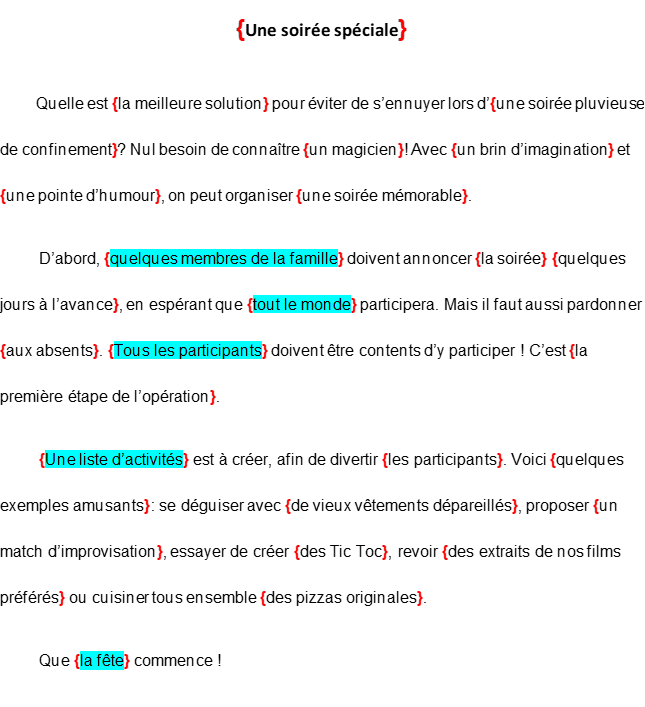 {Une soirée spéciale}
Quelle est {la meilleure solution} pour éviter de s’ennuyer lors d’{une soirée pluvieuse
de confinement}? Nul besoin de connaître {un magicien}! Avec {un brin d’imagination} et
{une pointe d’humour}, on peut organiser {une soirée mémorable}.
D’abord, {quelques membres de la famille} doivent annoncer {la soirée} {quelques
jours à l’avance}, en espérant que {tout le monde} participera. Mais il faut aussi pardonner
{aux absents}. {Tous les participants} doivent être contents d’y participer ! C’est {la
première étape de l’opération}.
{Une liste d’activités} est à créer, afin de divertir {les participants}. Voici {quelques
exemples amusants}: se déguiser avec {de vieux vêtements dépareillés}, proposer {un
match d’improvisation}, essayer de créer {des Tic Toc}, revoir {des extraits de nos films
préférés} ou cuisiner tous ensemble {des pizzas originales}.
Que {la fête} commence !